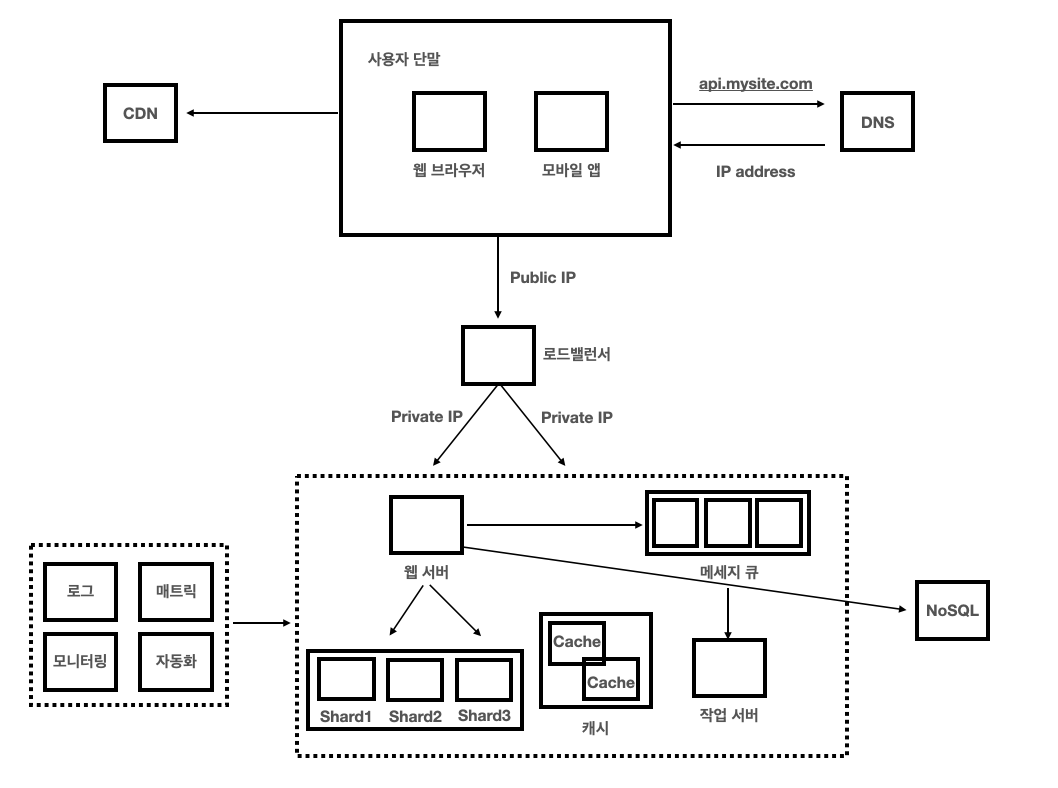 사용자 단말
api.mysite.com
CDN
DNS
웹 브라우저
모바일 앱
IP address
Public IP
로드밸런서
Private IP
Private IP
웹 서버
메세지 큐
로그
매트릭
모니터링
자동화
NoSQL
Cache
Cache
Shard1
Shard2
Shard3
캐시
작업 서버